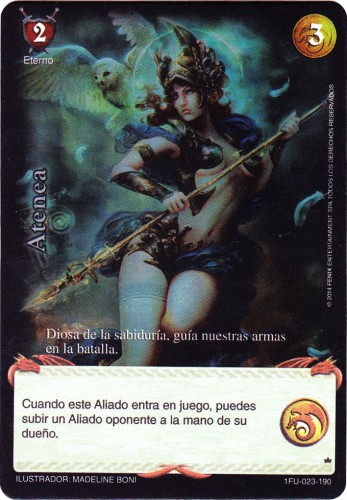 2
3
Eterno
Atenea
© 2014 FENIX ENTERTAINMENT SPA TODOS LOS DERECHOS RESERVADOS
Diosa de la sabiduría, guía nuestras armas
en la batalla.
Cuando este Aliado entra en juego, puedes
subir un Aliado oponente a la mano de su
dueño.
ILUSTRADOR: MADELINE BONI
1FU-023-190